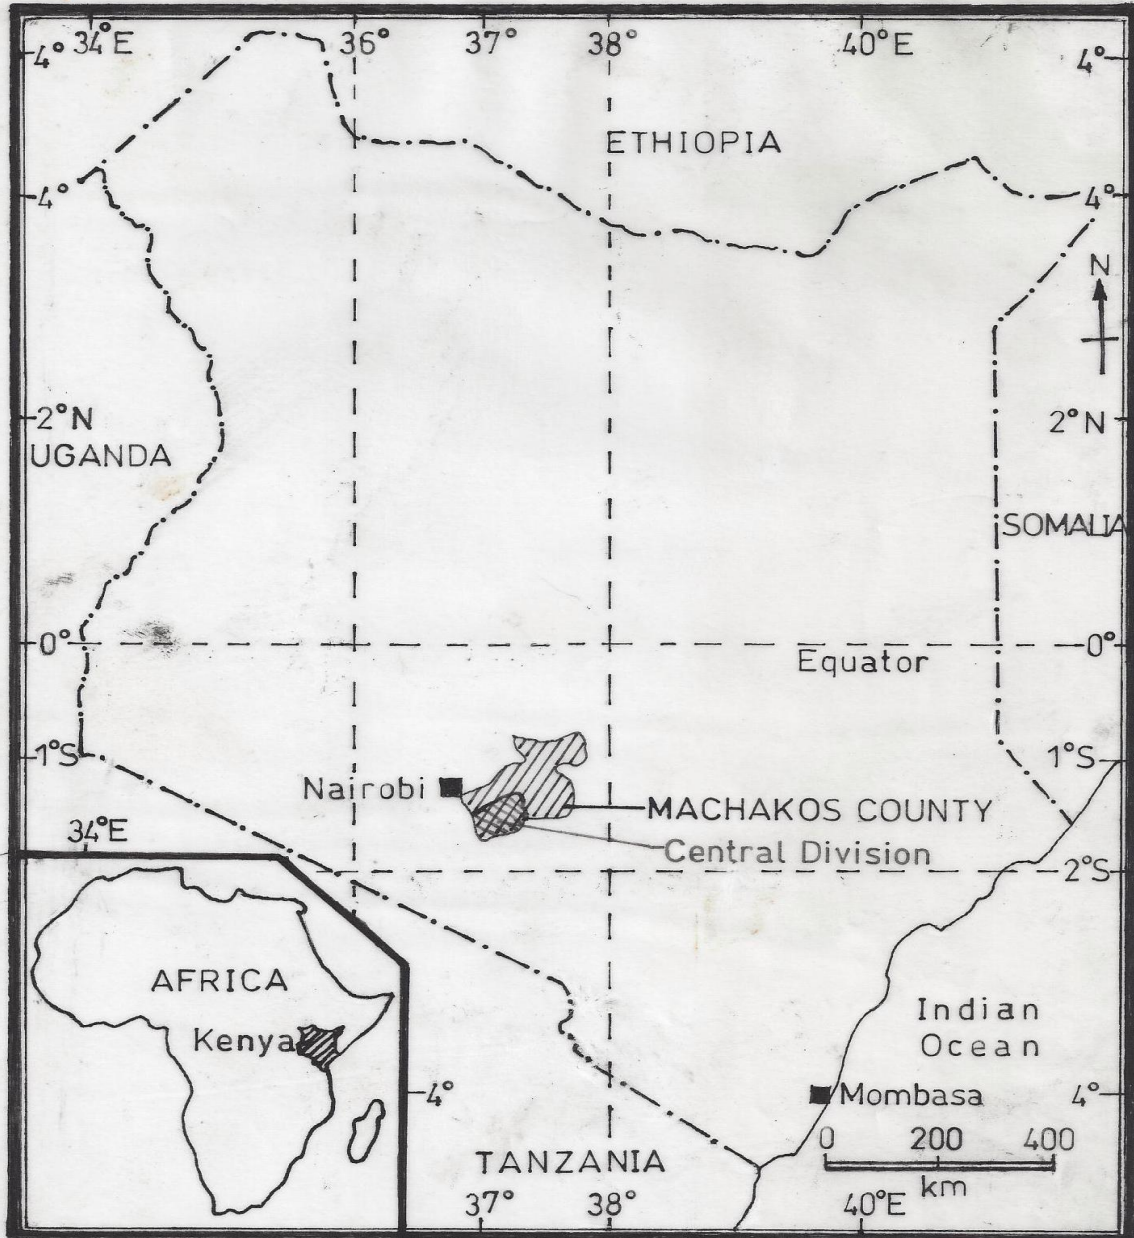 34°E 36° 37° 38° 40°E
4° 4°
ETHIOPIA
4° 4°
N
2°N 2°N
UGANDA
SOMALIA
0° 0°
Equator
1°S 1°S
Nairobi
MACHAKOS COUNTY
34°E
Central Division
2°S
AFRICA
Kenya
Indian
Ocean
4° Mombasa 4°
0 200 400
km
TANZANIA
37° 38° 40°E